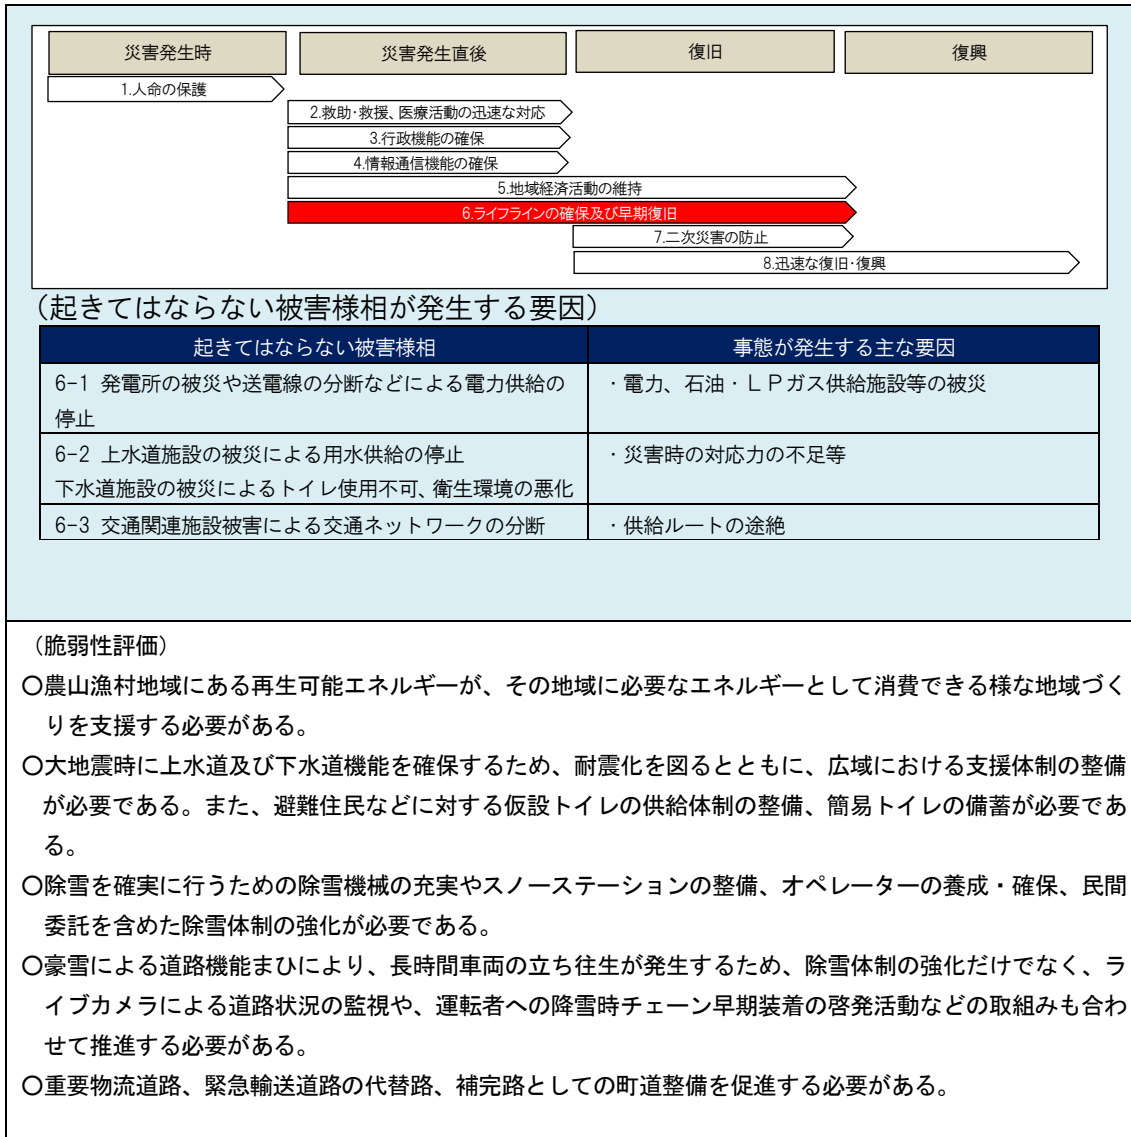 災害発生時
災害発生直後
復旧
復興
1.人命の保護
2.救助･救援、医療活動の迅速な対応
3.行政機能の確保
4.情報通信機能の確保
5.地域経済活動の維持
6.ライフラインの確保及び早期復旧
7.二次災害の防止
8.迅速な復旧･復興
（起きてはならない被害様相が発生する要因）
起きてはならない被害様相
事態が発生する主な要因
6-1 発電所の被災や送電線の分断などによる電力供給の
停止
・電力、石油・ＬＰガス供給施設等の被災
6-2 上水道施設の被災による用水供給の停止
下水道施設の被災によるトイレ使用不可、衛生環境の悪化
・災害時の対応力の不足等
6-3 交通関連施設被害による交通ネットワークの分断
・供給ルートの途絶
（脆弱性評価）
〇農山漁村地域にある再生可能エネルギーが、その地域に必要なエネルギーとして消費できる様な地域づく
りを支援する必要がある。
〇大地震時に上水道及び下水道機能を確保するため、耐震化を図るとともに、広域における支援体制の整備
が必要である。また、避難住民などに対する仮設トイレの供給体制の整備、簡易トイレの備蓄が必要であ
る。
〇除雪を確実に行うための除雪機械の充実やスノーステーションの整備、オペレーターの養成・確保、民間
委託を含めた除雪体制の強化が必要である。
〇豪雪による道路機能まひにより、長時間車両の立ち往生が発生するため、除雪体制の強化だけでなく、ラ
イブカメラによる道路状況の監視や、運転者への降雪時チェーン早期装着の啓発活動などの取組みも合わ
せて推進する必要がある。
〇重要物流道路、緊急輸送道路の代替路、補完路としての町道整備を促進する必要がある。